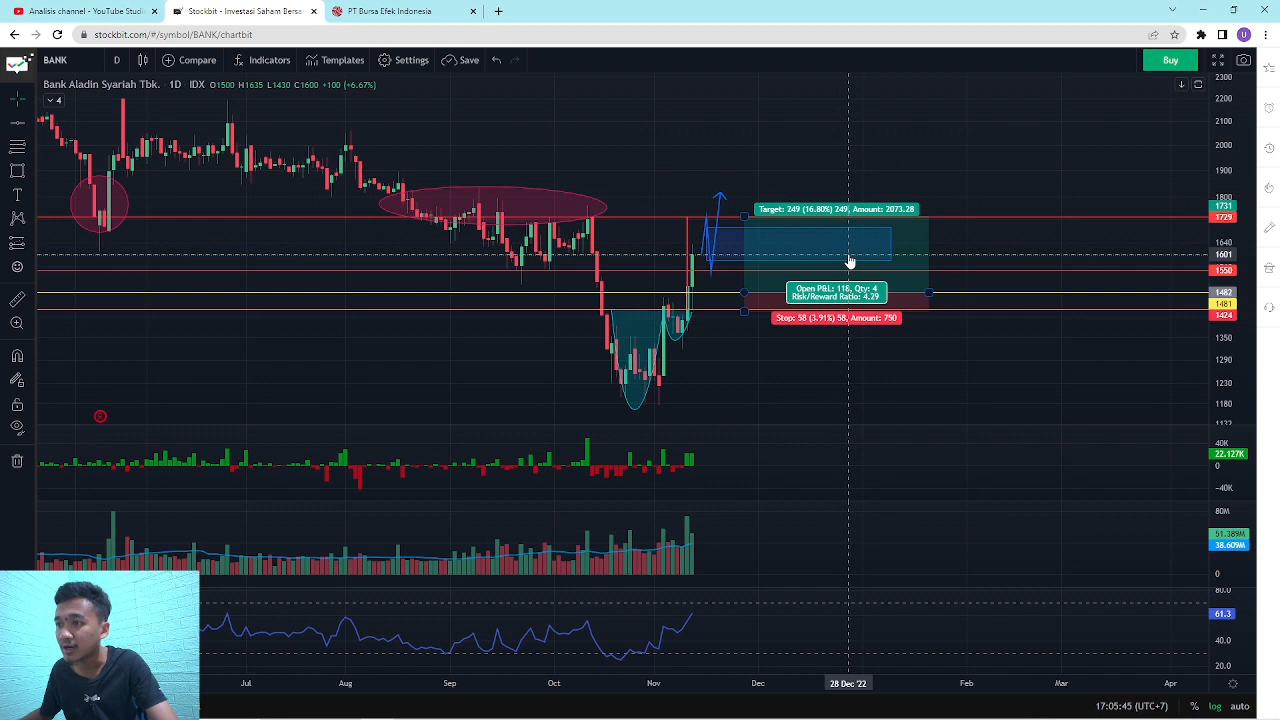 Analisis channel - YouTube Studi
Stockbit - Investasi Saham Bersa
PT Bursa Efek Indonesia
stockbit.com/#/symbol/BANK/chartbit
U
BANK
D
Compare
Indicators
Templates
Settings
Save
Buy
Bank Aladin Syariah Tbk. · 1D · IDX O1500 H1635 L1430 C1600 +100 (+6.67%)
4
2300
2200
2100
2000
1900
1800
1731
1729
1640
1601
1550
1482
1481
1424
1350
1290
1230
1180
1132
Target: 249 (16.80%) 249, Amount: 2073.28
Open P&L: 118, Qty: 4
Risk/Reward Ratio: 4.29
Stop: 58 (3.91%) 58, Amount: 750
40K
22.127K
0
−40K
80M
51.389M
38.609M
0
80.0
61.3
40.0
20.0
Jul
Aug
Sep
Oct
Nov
Dec
28 Dec '22
Feb
Mar
Apr
17:05:45 (UTC+7)
%
log
auto